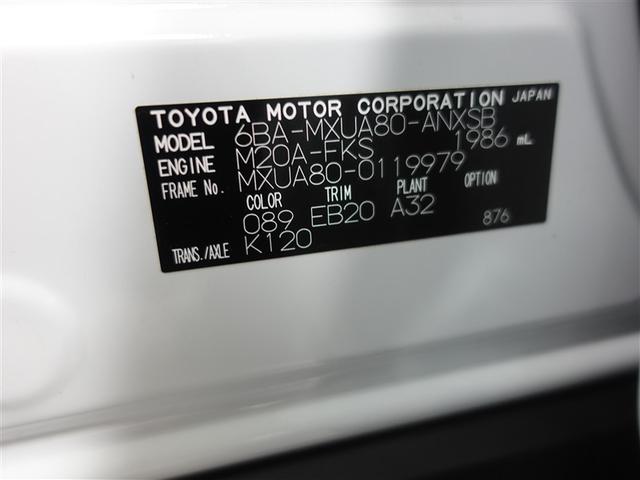 TOYOTA MOTOR CORPORATION JAPAN
MODEL 6BA-MXUA80-ANXSB
ENGINE M20A-FKS 1986 mL
FRAME No. MXUA80-0119979
COLOR TRIM PLANT OPTION
089 EB20 A32 876
TRANS./AXLE K120